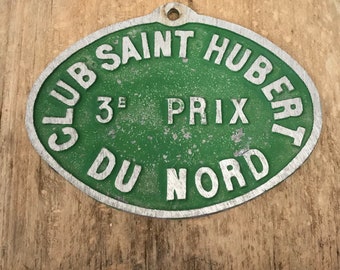 CLUB SAINT HUBERT
3E PRIX
DU NORD